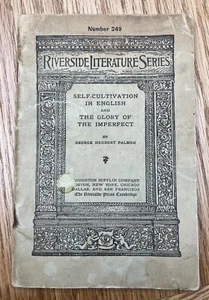 Number 249
RIVERSIDE LITERATURE SERIES
SELF-CULTIVATION
IN ENGLISH
AND
THE GLORY OF
THE IMPERFECT
BY
GEORGE HERBERT PALMER
HOUGHTON MIFFLIN COMPANY
BOSTON, NEW YORK, CHICAGO
DALLAS, AND SAN FRANCISCO
The Riverside Press Cambridge